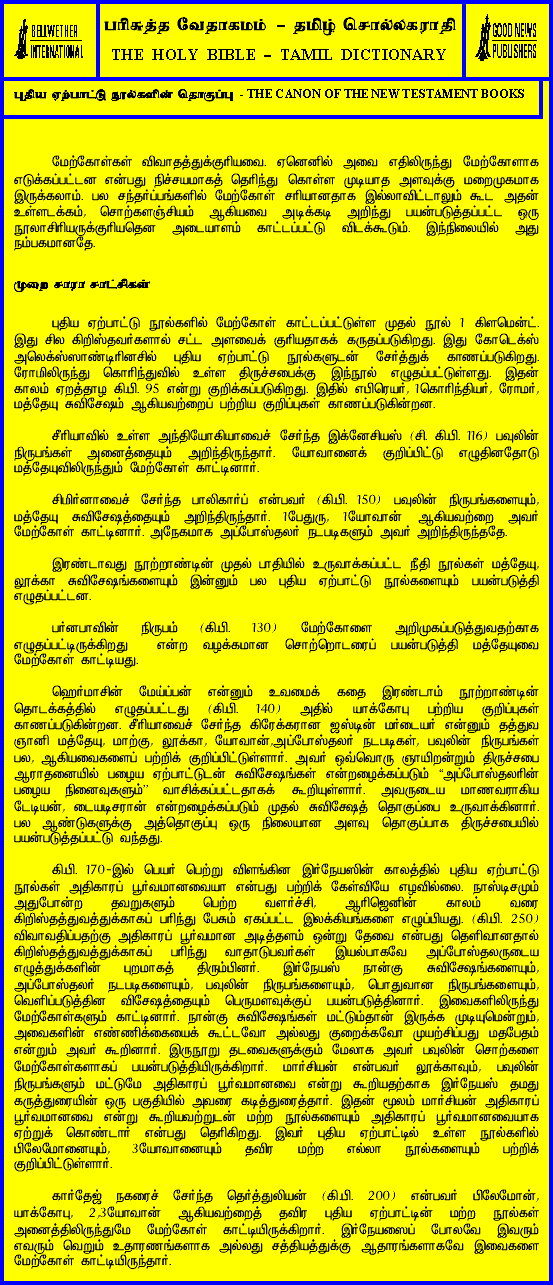 BELLWETHER
INTERNATIONAL
பரிசுத்த வேதாகமம் – தமிழ் சொல்லகராதி
THE HOLY BIBLE – TAMIL DICTIONARY
GOOD NEWS
PUBLISHERS
புதிய ஏற்பாட்டு நூல்களின் தொகுப்பு - THE CANON OF THE NEW TESTAMENT BOOKS
மேற்கோள்கள் விவாதத்துக்குரியவை. ஏனெனில் அவை எதிலிருந்து மேற்கோளாக
எடுக்கப்பட்டன என்பது நிச்சயமாகத் தெரிந்து கொள்ள முடியாத அளவுக்கு மறைமுகமாக
இருக்கலாம். பல சந்தர்ப்பங்களில் மேற்கோள் சரியானதாக இல்லாவிட்டாலும் கூட அதன்
உள்ளடக்கம், சொற்களஞ்சியம் ஆகியவை அடிக்கடி அறிந்து பயன்படுத்தப்பட்ட ஒரு
நூலாசிரியருக்குரியதென அடையாளம் காட்டப்பட்டு விடக்கூடும். இந்நிலையில் அது
நம்பகமானதே.
முறை சாரா சாட்சிகள்
புதிய ஏற்பாட்டு நூல்களில் மேற்கோள் காட்டப்பட்டுள்ள முதல் நூல் 1 கிளமென்ட்.
இது சில கிறிஸ்தவர்களால் சட்ட அளவைக் குரியதாகக் கருதப்படுகிறது. இது கோடெக்ஸ்
அலெக்ஸ்ஸாண்டிரினசில் புதிய ஏற்பாட்டு நூல்களுடன் சேர்த்துக் காணப்படுகிறது.
ரோமிலிருந்து கொரிந்துவில் உள்ள திருச்சபைக்கு இந்நூல் எழுதப்பட்டுள்ளது. இதன்
காலம் ஏறத்தாழ கி.பி. 95 என்று குறிக்கப்படுகிறது. இதில் எபிரெயர், 1கொரிந்தியர், ரோமர்,
மத்தேயு சுவிசேஷம் ஆகியவற்றைப் பற்றிய குறிப்புகள் காணப்படுகின்றன.
சீரியாவில் உள்ள அந்தியோகியாவைச் சேர்ந்த இக்னேசியஸ் (சி. கி.பி. 116) பவுலின்
நிருபங்கள் அனைத்தையும் அறிந்திருந்தார். யோவானைக் குறிப்பிட்டு எழுதினதோடு
மத்தேயுவிலிருந்தும் மேற்கோள் காட்டினார்.
சிமிர்னாவைச் சேர்ந்த பாலிகார்ப் என்பவர் (கி.பி. 150) பவுலின் நிருபங்களையும்,
மத்தேயு சுவிசேஷத்தையும் அறிந்திருந்தார். 1பேதுரு, 1யோவான் ஆகியவற்றை அவர்
மேற்கோள் காட்டினார். அநேகமாக அப்போஸ்தலர் நடபடிகளும் அவர் அறிந்திருந்ததே.
இரண்டாவது நூற்றாண்டின் முதல் பாதியில் உருவாக்கப்பட்ட நீதி நூல்கள் மத்தேயு,
லூக்கா சுவிசேஷங்களையும் இன்னும் பல புதிய ஏற்பாட்டு நூல்களையும் பயன்படுத்தி
எழுதப்பட்டன.
பர்னபாவின் நிருபம் (கி.பி. 130) மேற்கோளை அறிமுகப்படுத்துவதற்காக
எழுதப்பட்டிருக்கிறது என்ற வழக்கமான சொற்றொடரைப் பயன்படுத்தி மத்தேயுவை
மேற்கோள் காட்டியது.
ஹெர்மாசின் மேய்ப்பன் என்னும் உவமைக் கதை இரண்டாம் நூற்றாண்டின்
தொடக்கத்தில் எழுதப்பட்டது (கி.பி. 140) அதில் யாக்கோபு பற்றிய குறிப்புகள்
காணப்படுகின்றன. சீரியாவைச் சேர்ந்த கிரேக்கரான ஜஸ்டின் மர்டையர் என்னும் தத்துவ
ஞானி மத்தேயு, மாற்கு, லூக்கா, யோவான்,அப்போஸ்தலர் நடபடிகள், பவுலின் நிருபங்கள்
பல, ஆகியவைகளைப் பற்றிக் குறிப்பிட்டுள்ளார். அவர் ஒவ்வொரு ஞாயிறன்றும் திருச்சபை
ஆராதனையில் பழைய ஏற்பாட்டுடன் சுவிசேஷங்கள் என்றழைக்கப்படும் “அப்போஸ்தலரின்
பழைய நினைவுகளும்” வாசிக்கப்பட்டதாகக் கூறியுள்ளார். அவருடைய மாணவராகிய
டேடியன், டையடிசரான் என்றழைக்கப்படும் முதல் சுவிசேஷத் தொகுப்பை உருவாக்கினார்.
பல ஆண்டுகளுக்கு அத்தொகுப்பு ஒரு நிலையான அளவு தொகுப்பாக திருச்சபையில்
பயன்படுத்தப்பட்டு வந்தது.
கி.பி. 170-இல் பெயர் பெற்று விளங்கின இர்நேயஸின் காலத்தில் புதிய ஏற்பாட்டு
நூல்கள் அதிகாரப் பூர்வமானவையா என்பது பற்றிக் கேள்வியே எழவில்லை. நாஸ்டிசமும்
அதுபோன்ற தவறுகளும் பெற்ற வளர்ச்சி, ஆரிஜெனின் காலம் வரை
கிறிஸ்தத்துவத்துக்காகப் பரிந்து பேசும் ஏகப்பட்ட இலக்கியங்களை எழுப்பியது. (கி.பி. 250)
விவாவதிப்பதற்கு அதிகாரப் பூர்வமான அடித்தளம் ஒன்று தேவை என்பது தெளிவானதால்
கிறிஸ்தத்துவத்துக்காகப் பரிந்து வாதாடுபவர்கள் இயல்பாகவே அப்போஸ்தலருடைய
எழுத்துக்களின் புறமாகத் திரும்பினர். இர்நேயஸ் நான்கு சுவிசேஷங்களையும்,
அப்போஸ்தலர் நடபடிகளையும், பவுலின் நிருபங்களையும், பொதுவான நிருபங்களையும்,
வெளிப்படுத்தின விசேஷத்தையும் பெருமளவுக்குப் பயன்படுத்தினார். இவைகளிலிருந்து
மேற்கோள்களும் காட்டினார். நான்கு சுவிசேஷங்கள் மட்டும்தான் இருக்க முடியுமென்றும்,
அவைகளின் எண்ணிக்கையைக் கூட்டவோ அல்லது குறைக்கவோ முயற்சிப்பது மதபேதம்
என்றும் அவர் கூறினார். இருநூறு தடவைகளுக்கும் மேலாக அவர் பவுலின் சொற்களை
மேற்கோள்களாகப் பயன்படுத்தியிருக்கிறார். மார்சியன் என்பவர் லூக்காவும், பவுலின்
நிருபங்களும் மட்டுமே அதிகாரப் பூர்வமானவை என்று கூறியதற்காக இர்நேயஸ் தமது
கருத்துரையின் ஒரு பகுதியில் அவரை கடித்துரைத்தார். இதன் மூலம் மார்சியன் அதிகாரப்
பூர்வமானவை என்று கூறியவற்றுடன் மற்ற நூல்களையும் அதிகாரப் பூர்வமானவையாக
ஏற்றுக் கொண்டார் என்பது தெரிகிறது. இவர் புதிய ஏற்பாட்டில் உள்ள நூல்களில்
பிலேமோனையும், 3யோவானையும் தவிர மற்ற எல்லா நூல்களையும் பற்றிக்
குறிப்பிட்டுள்ளார்.
கார்தேஜ் நகரைச் சேர்ந்த தெர்த்துலியன் (கி.பி. 200) என்பவர் பிலேமோன்,
யாக்கோபு, 2,3யோவான் ஆகியவற்றைத் தவிர புதிய ஏற்பாட்டின் மற்ற நூல்கள்
அனைத்திலிருந்துமே மேற்கோள் காட்டியிருக்கிறார். இர்நேயஸைப் போலவே இவரும்
எவரும் வெறும் உதாரணங்களாக அல்லது சத்தியத்துக்கு ஆதாரங்களாகவே இவைகளை
மேற்கோள் காட்டியிருந்தார்.